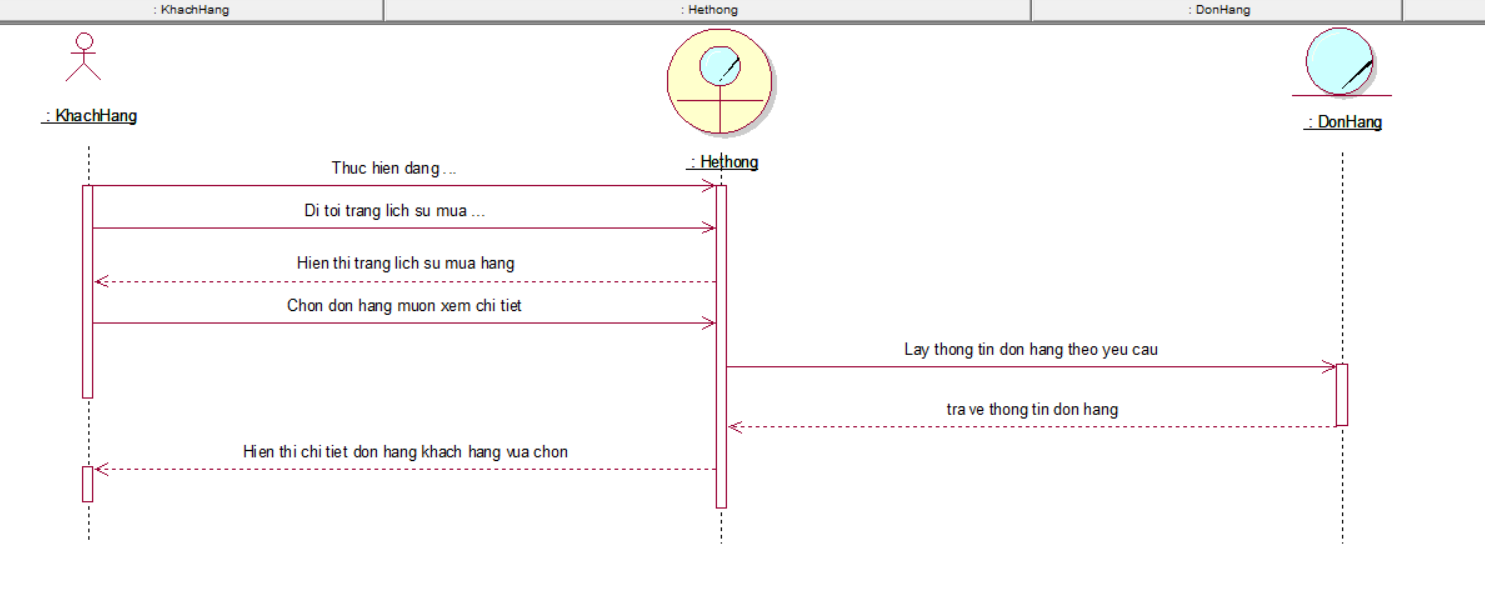 : KhachHang
: Hethong
: DonHang
: KhachHang
: Hethong
: DonHang
Thuc hien dang ...
Di toi trang lich su mua ...
Hien thi trang lich su mua hang
Chon don hang muon xem chi tiet
Lay thong tin don hang theo yeu cau
tra ve thong tin don hang
Hien thi chi tiet don hang khach hang vua chon